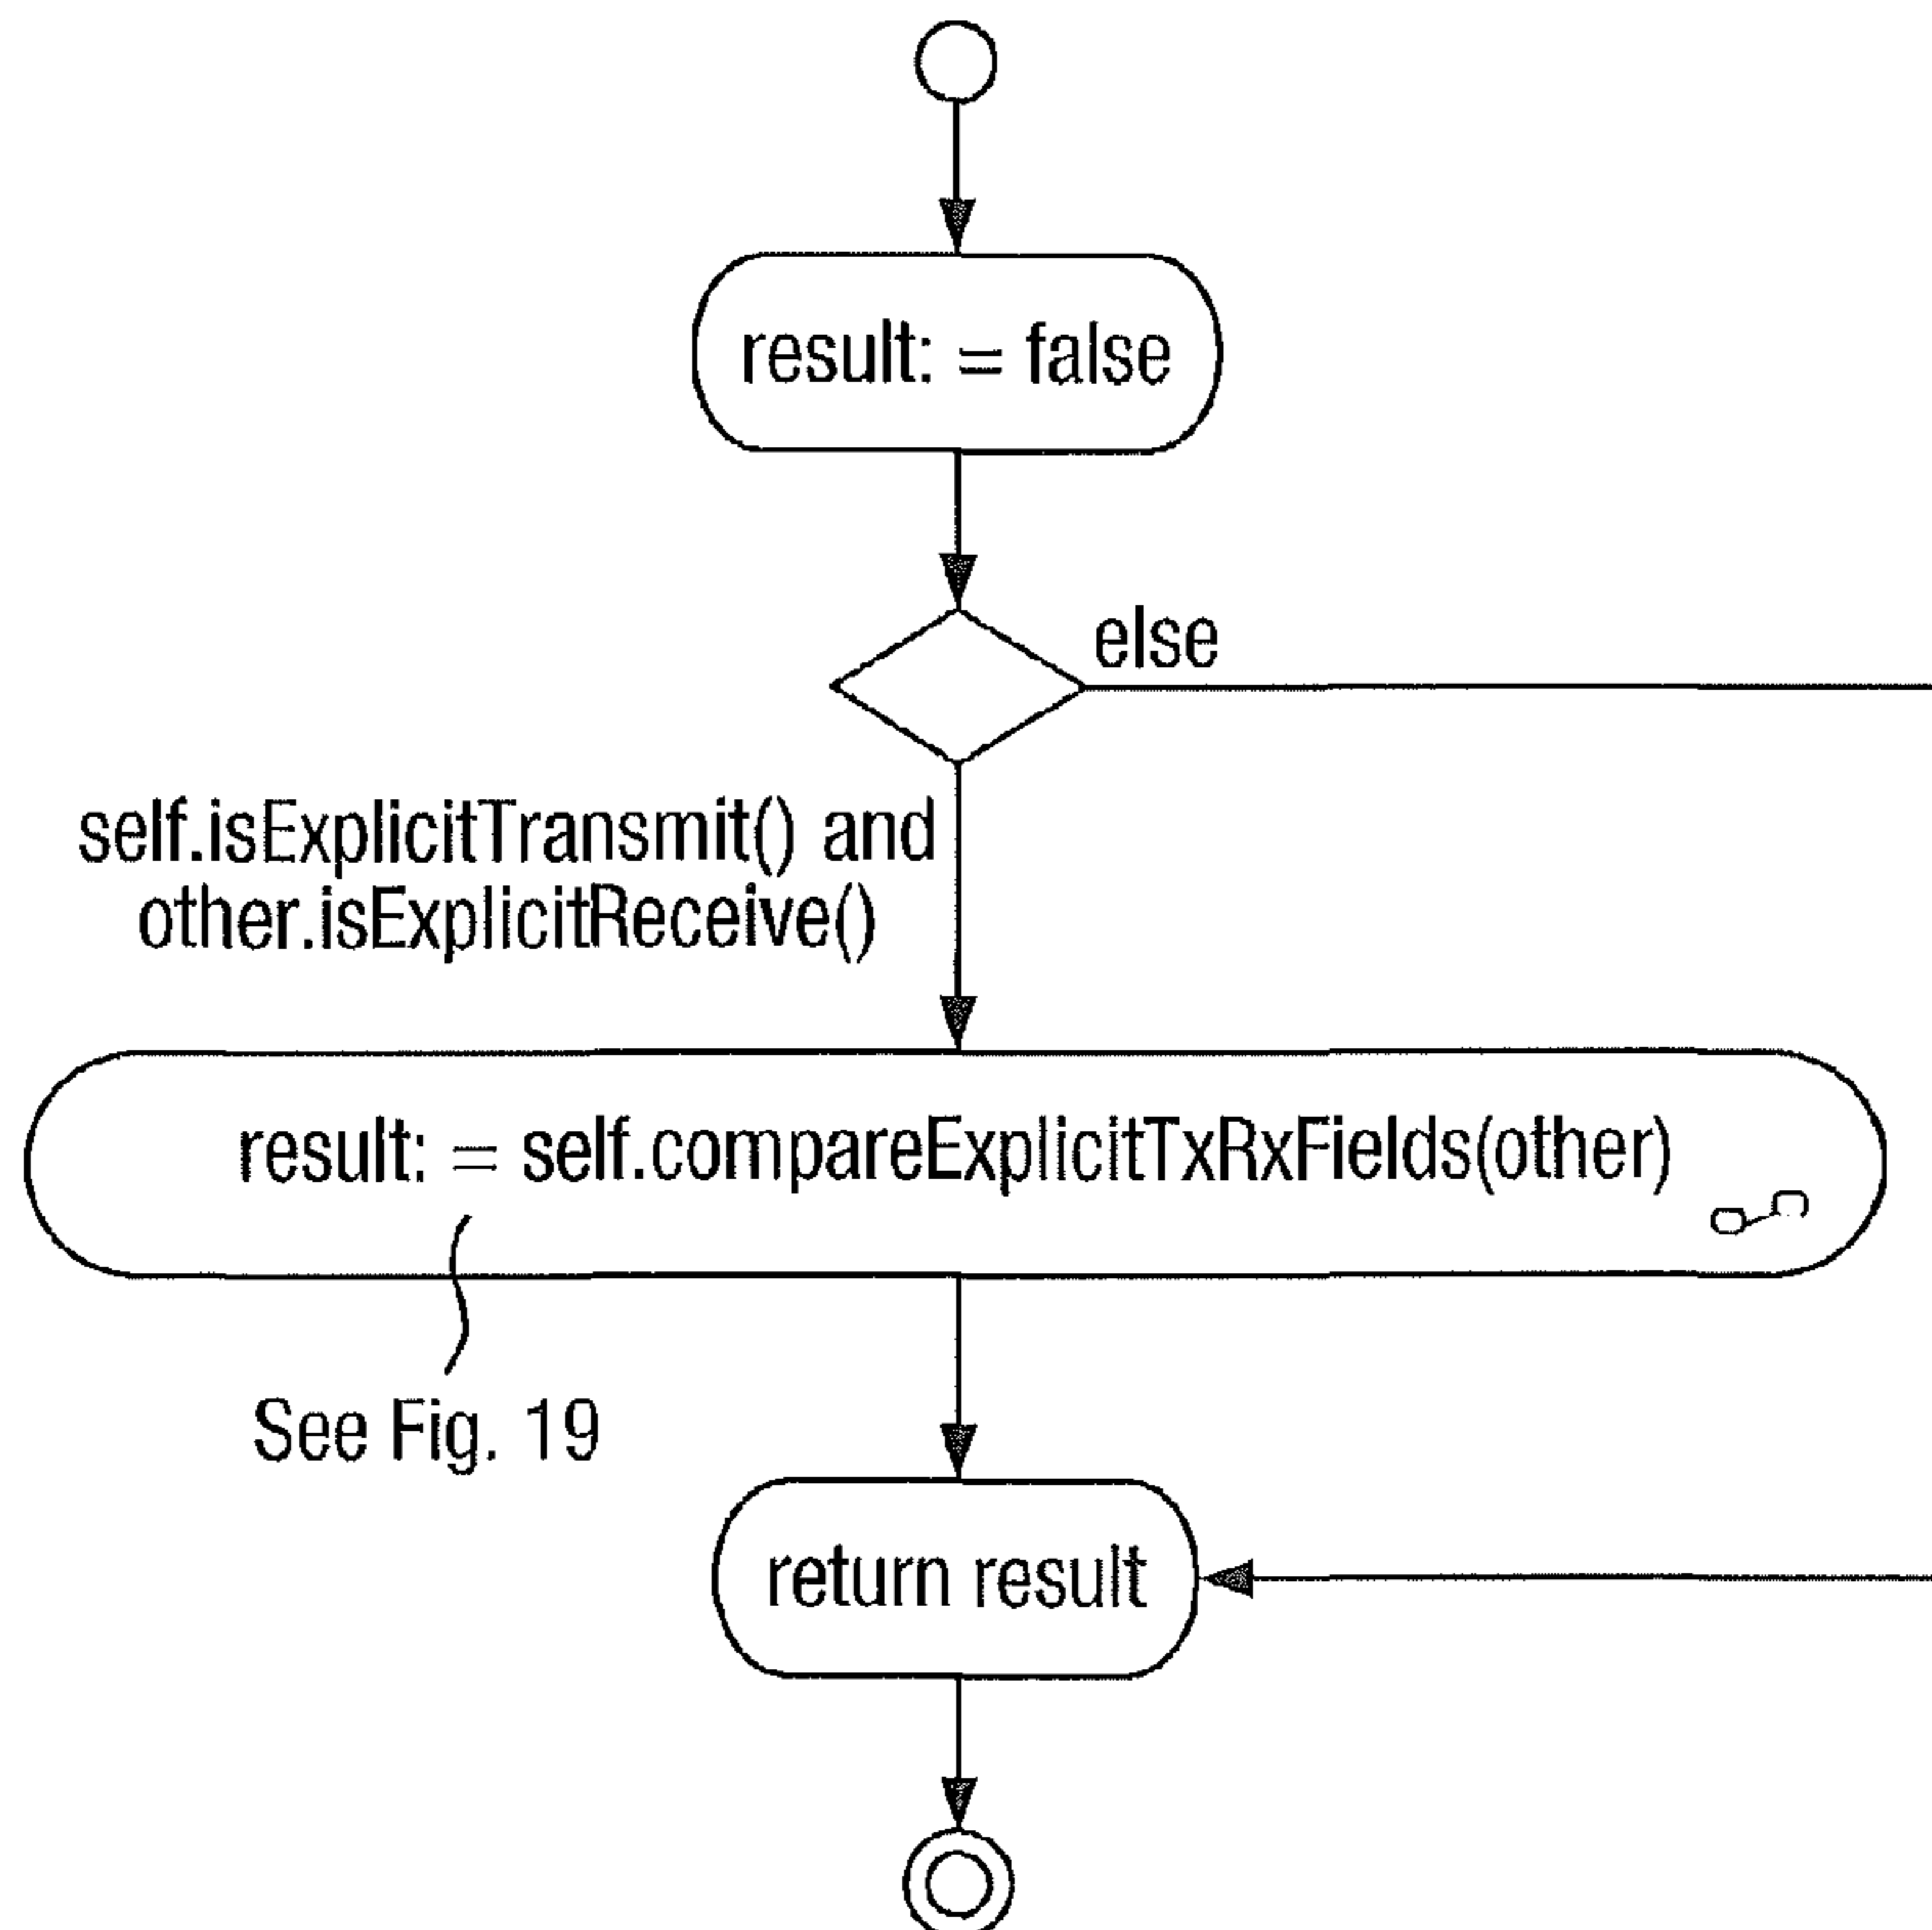 result: = false
else
self.isExplicitTransmit() and
other.isExplicitReceive()
result: = self.compareExplicitTxRxFields(other)
See Fig. 19
return result